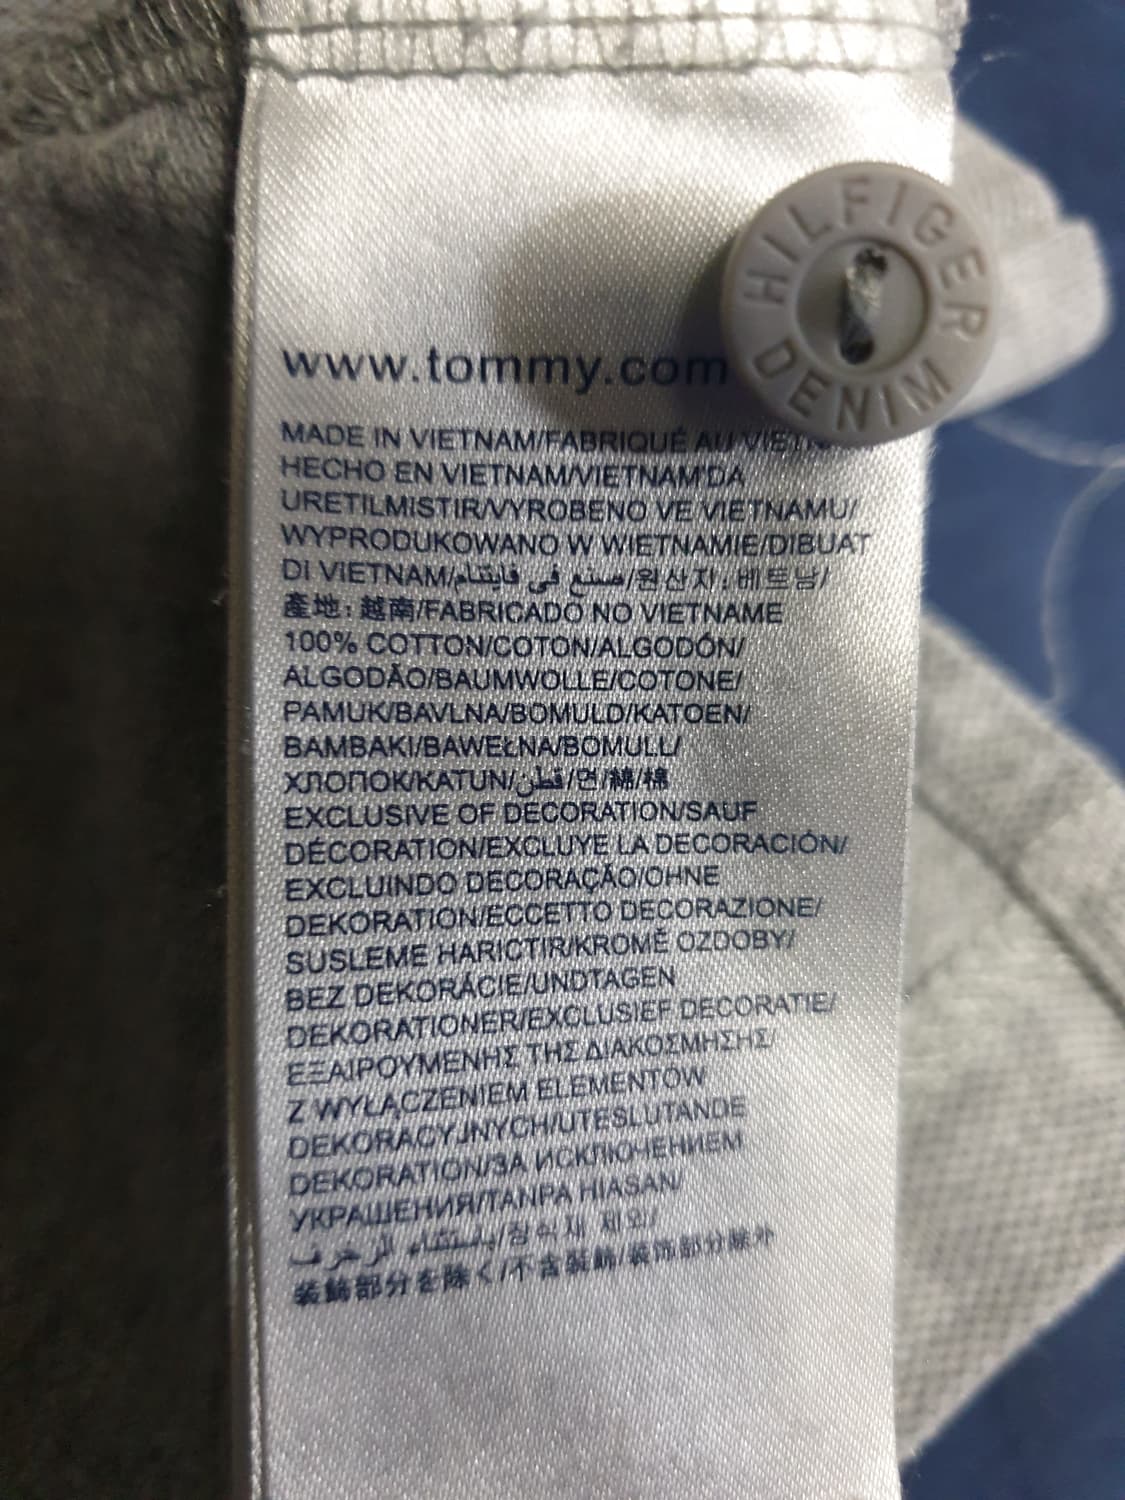 HILFIGER
DENIM
www.tommy.com
MADE IN VIETNAM/FABRIQUÉ AU VIETN
HECHO EN VIETNAM/VIETNAM'DA
URETILMISTIR/VYROBENO VE VIETNAMU/
WYPRODUKOWANO W WIETNAMIE/DIBUAT
DI VIETNAM/صنع في فايتنام/원산지:베트남/
產地:越南/FABRICADO NO VIETNAME
100% COTTON/COTON/ALGODÓN/
ALGODÃO/BAUMWOLLE/COTONE/
PAMUK/BAVLNA/BOMULD/KATOEN/
BAMBAKI/BAWEŁNA/BOMULL/
ХЛОПОК/KATUN/قطن/면/綿/棉
EXCLUSIVE OF DECORATION/SAUF
DÉCORATION/EXCLUYE LA DECORACIÓN/
EXCLUINDO DECORAÇÃO/OHNE
DEKORATION/ECCETTO DECORAZIONE/
SUSLEME HARICTIR/KROMĚ OZDOBY/
BEZ DEKORÁCIE/UNDTAGEN
DEKORATIONER/EXCLUSIEF DECORATIE/
ΕΞΑΙΡΟΥΜΕΝΗΣ ΤΗΣ ΔΙΑΚΟΣΜΗΣΗΣ/
Z WYŁĄCZENIEM ELEMENTOW
DEKORACYJNYCH/UTESLUTANDE
DEKORATION/ЗА ИСКЛЮЧЕНИЕМ
УКРАШЕНИЯ/TANPA HIASAN/
باستثناء الزخرف/장식재 제외/
装飾部分を除く/不含裝飾/装饰部分除外